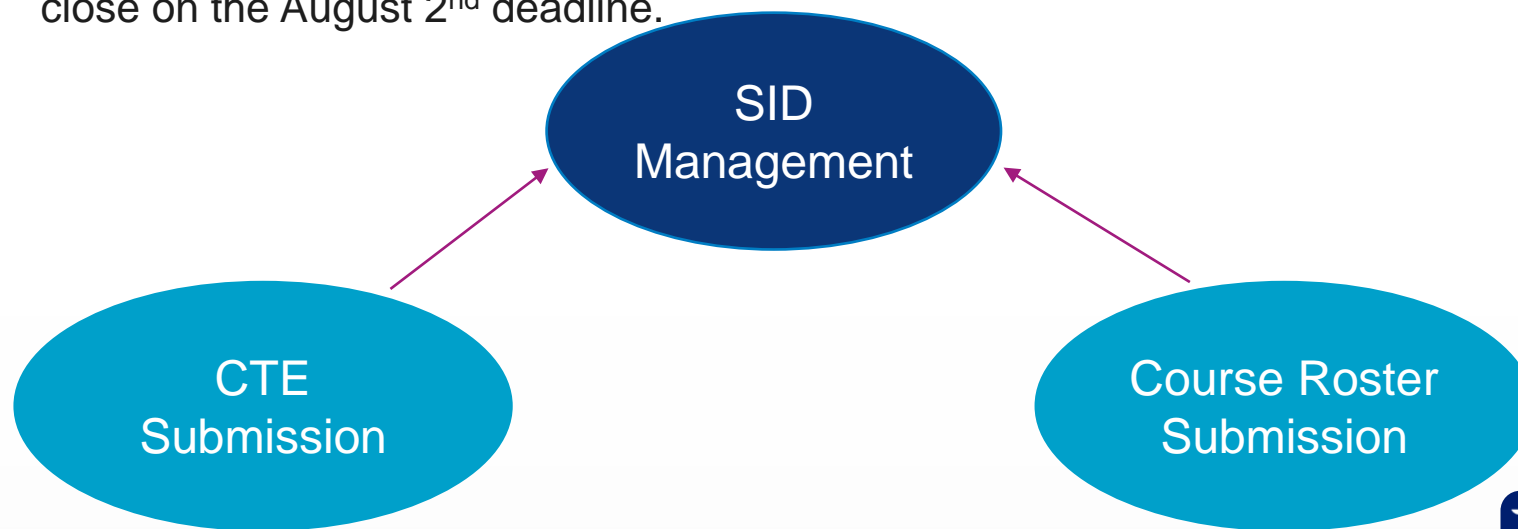 close on the August 2nd deadline.
SID
Management
CTE
Submission
Course Roster
Submission